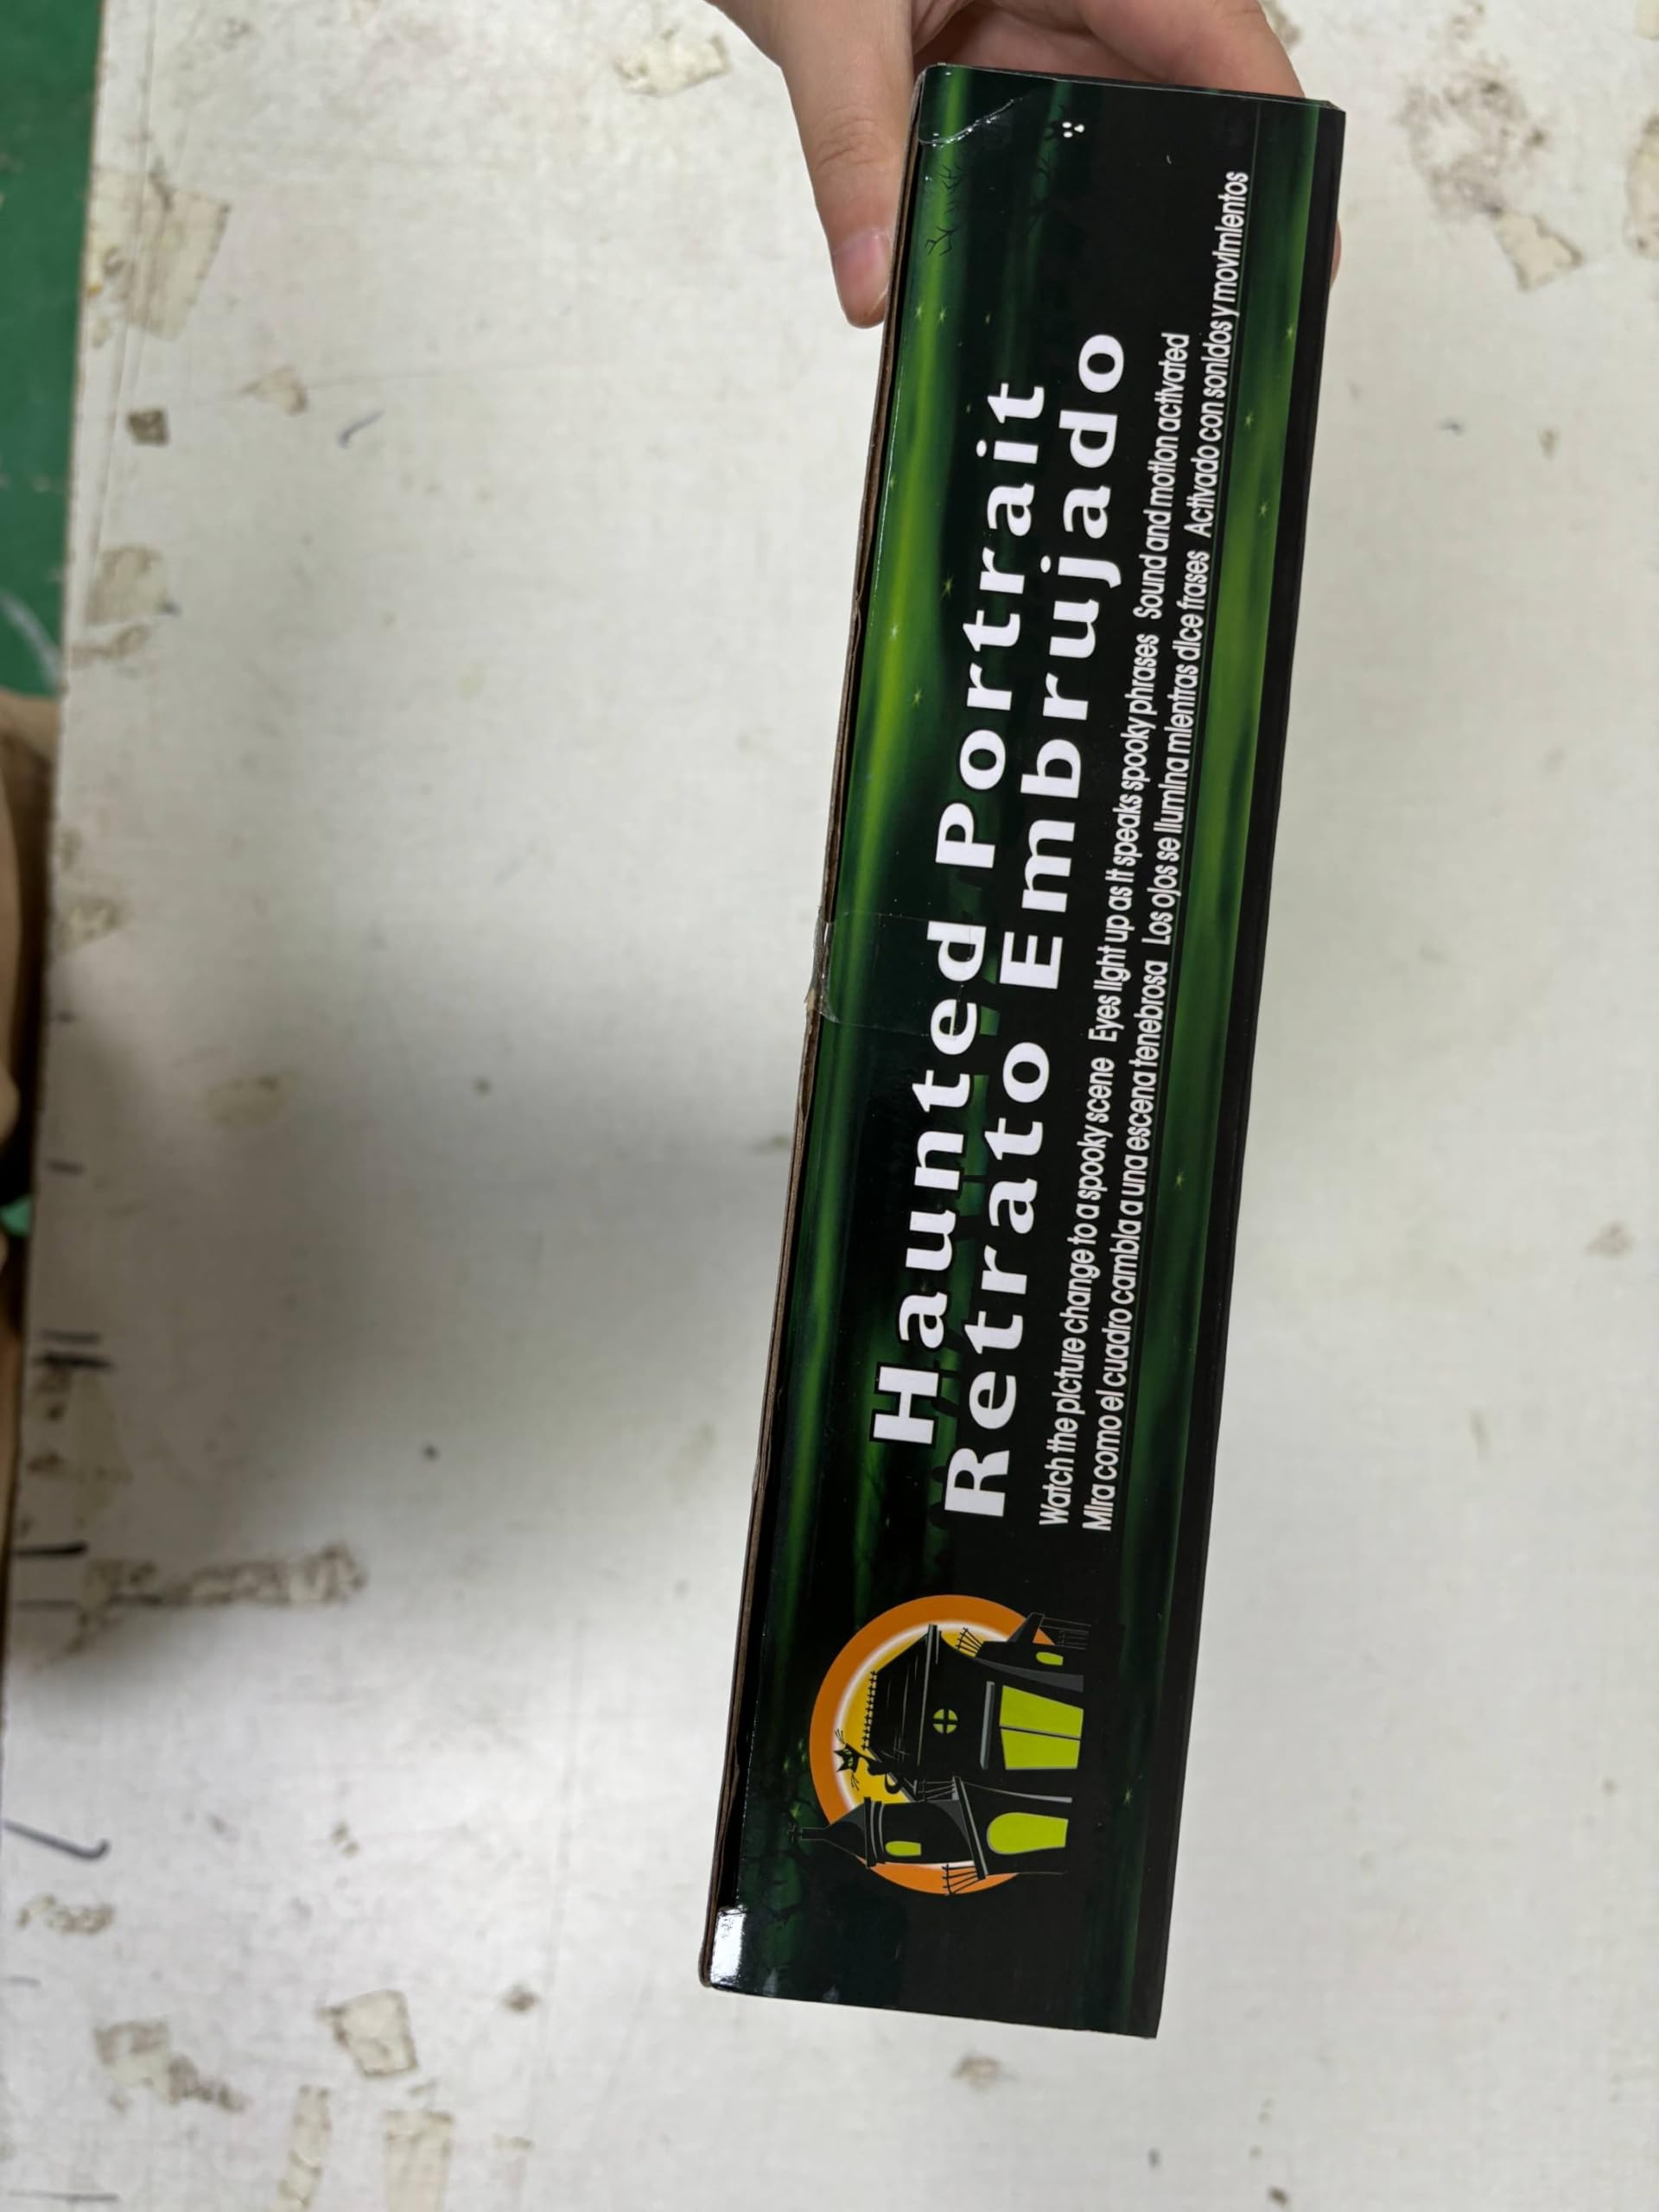 Haunted Portrait
Retrato Embrujado
Watch the picture change to a spooky scene Eyes light up as it speaks spooky phrases Sound and motion activated
Mira como el cuadro cambia a una escena tenebrosa Los ojos se ilumina mientras dice frases Activado con sonidos y movimientos